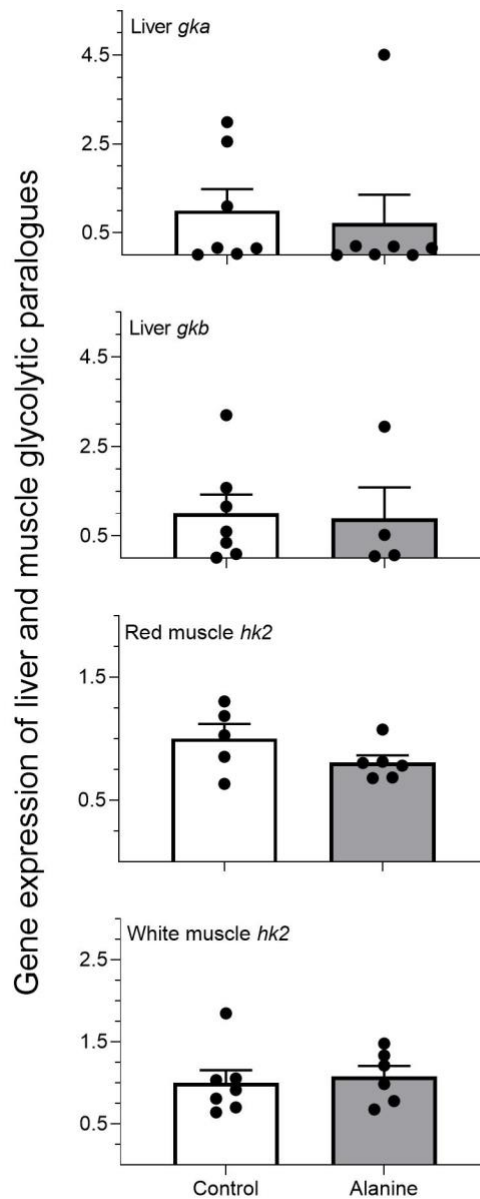 Gene expression of liver and muscle glycolytic paralogues
Liver gka
4.5
2.5
0.5
Liver gkb
4.5
2.5
0.5
Red muscle hk2
1.5
0.5
White muscle hk2
2.5
1.5
0.5
Control
Alanine